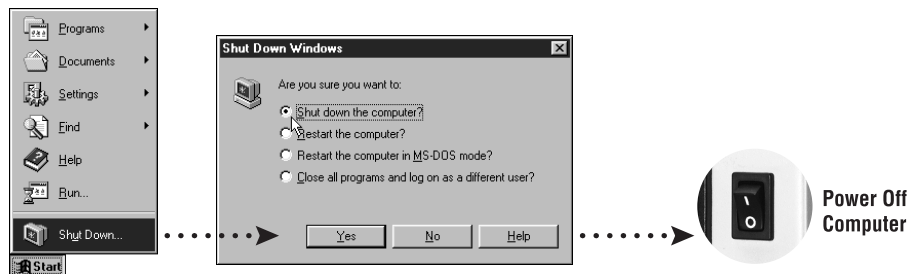 Programs
Documents
Settings
Find
Help
Run...
Shut Down...
Start
Shut Down Windows
Are you sure you want to:
Shut down the computer?
Restart the computer?
Restart the computer in MS-DOS mode?
Close all programs and log on as a different user?
Yes No Help
Power Off
Computer